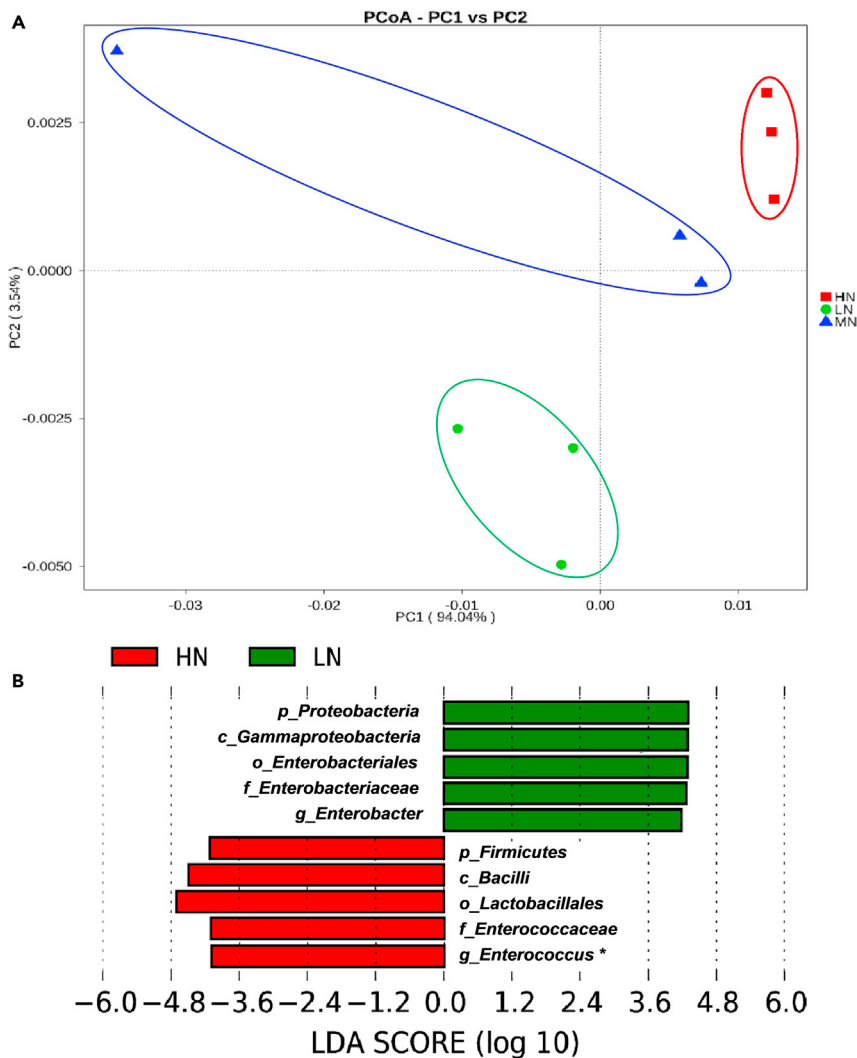 A
PCoA - PC1 vs PC2
0.0025
0.0000
-0.0025
-0.0050
PC2 ( 3.54% )
-0.03
-0.02
-0.01
0.00
0.01
PC1 ( 94.04% )
HN
LN
MN
HN
LN
B
p_Proteobacteria
c_Gammaproteobacteria
o_Enterobacteriales
f_Enterobacteriaceae
g_Enterobacter
p_Firmicutes
c_Bacilli
o_Lactobacillales
f_Enterococcaceae
g_Enterococcus *
−6.0 −4.8 −3.6 −2.4 −1.2 0.0 1.2 2.4 3.6 4.8 6.0
LDA SCORE (log 10)